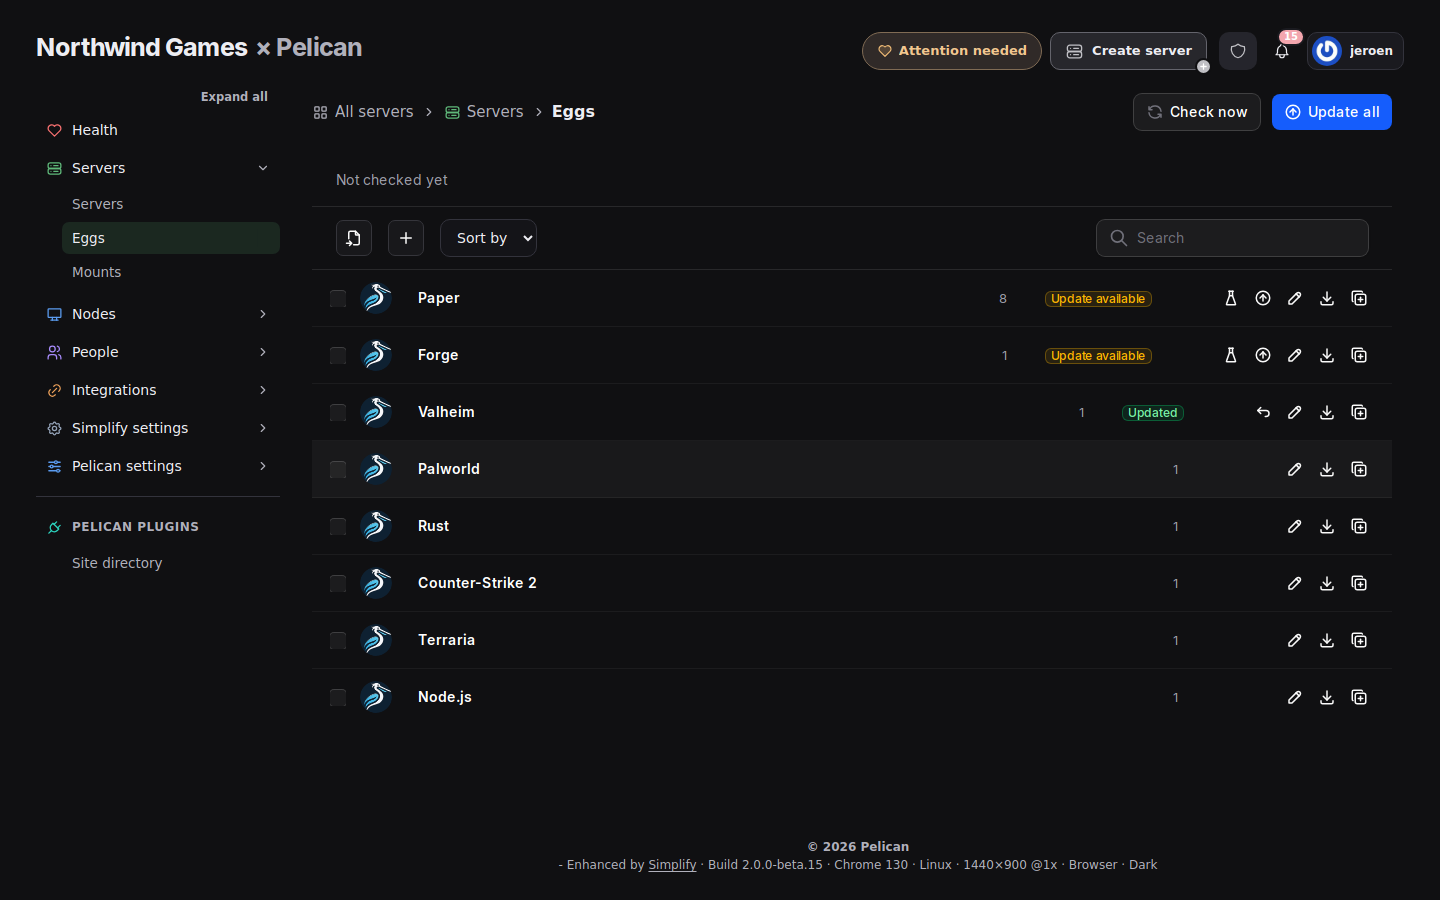 Northwind Games × Pelican
Attention needed
Create server
15
jeroen
Expand all
Health
Servers
Servers
Eggs
Mounts
Nodes
People
Integrations
Simplify settings
Pelican settings
PELICAN PLUGINS
Site directory
All servers > Servers > Eggs
Check now
Update all
Not checked yet
Sort by
Search
Paper 8 Update available
Forge 1 Update available
Valheim 1 Updated
Palworld 1
Rust 1
Counter-Strike 2 1
Terraria 1
Node.js 1
© 2026 Pelican
- Enhanced by Simplify · Build 2.0.0-beta.15 · Chrome 130 · Linux · 1440×900 @1x · Browser · Dark